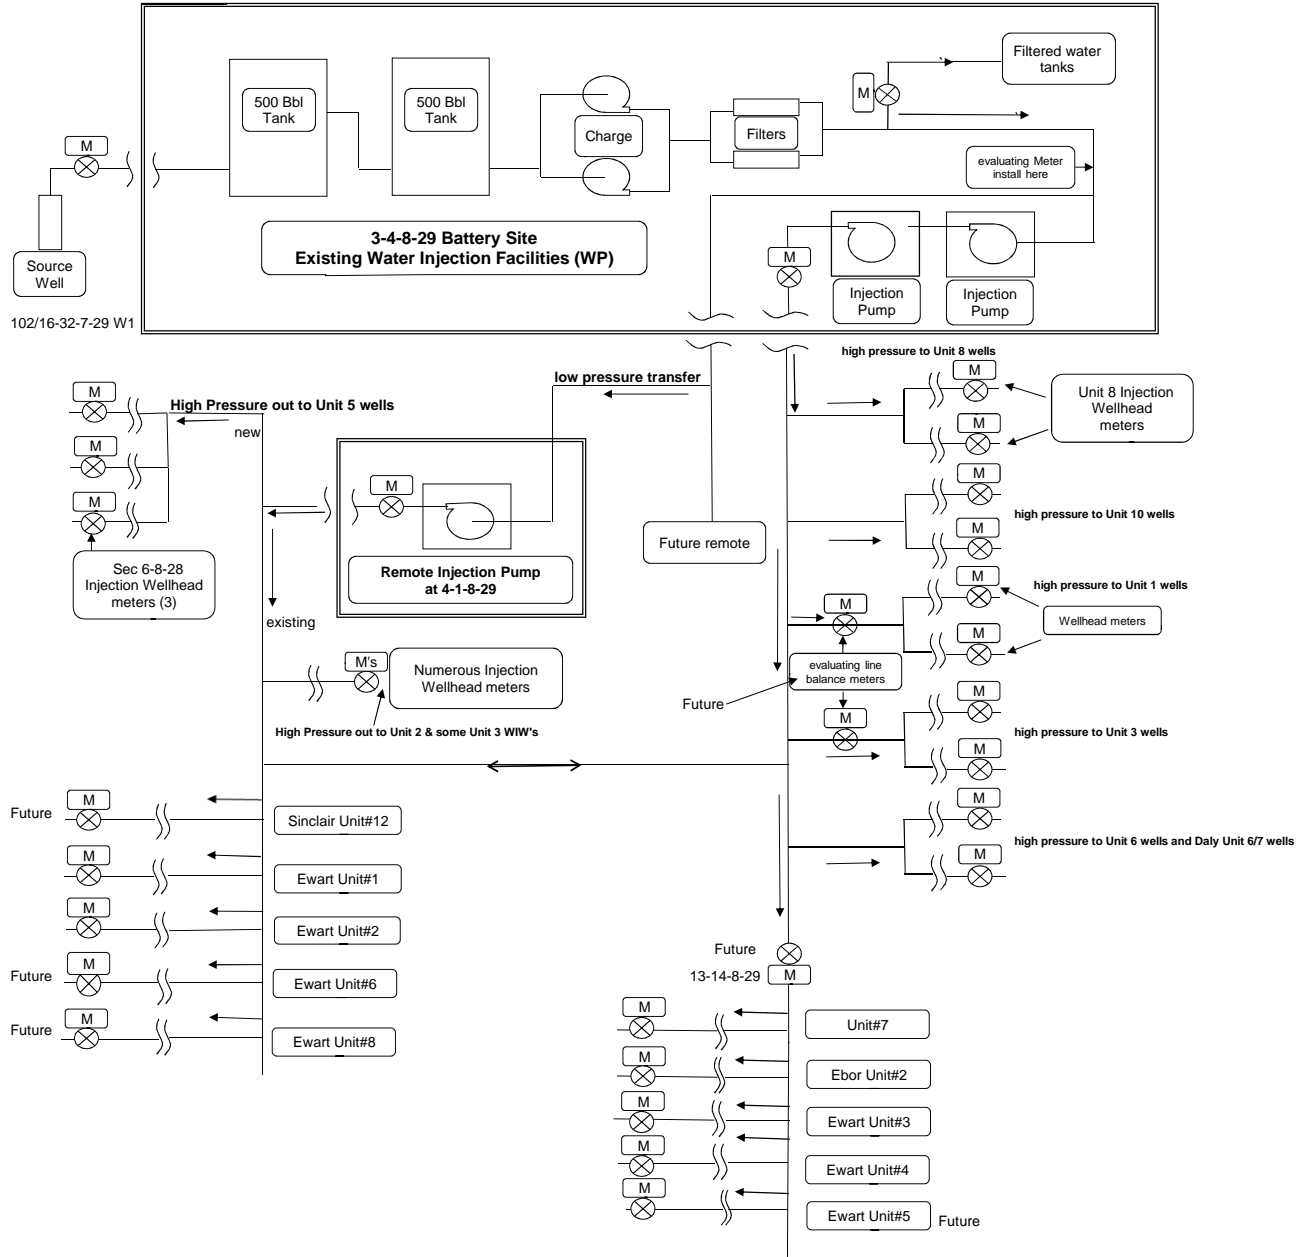 Filtered water
tanks
M
500 Bbl
Tank
500 Bbl
Tank
Charge
Filters
M
evaluating Meter
install here
3-4-8-29 Battery Site
Existing Water Injection Facilities (WP)
M
Source
Well
Injection
Pump
Injection
Pump
102/16-32-7-29 W1
high pressure to Unit 8 wells
low pressure transfer
M
M
High Pressure out to Unit 5 wells
new
M
M
Unit 8 Injection
Wellhead
meters
M
M
M
M
high pressure to Unit 10 wells
M
Future remote
Sec 6-8-28
Injection Wellhead
meters (3)
Remote Injection Pump
at 4-1-8-29
existing
M
high pressure to Unit 1 wells
M
Wellhead meters
M
M's
Numerous Injection
Wellhead meters
evaluating line
balance meters
Future
High Pressure out to Unit 2 & some Unit 3 WIW's
M
M
high pressure to Unit 3 wells
M
Future
M
Sinclair Unit#12
M
high pressure to Unit 6 wells and Daly Unit 6/7 wells
M
M
Ewart Unit#1
M
Ewart Unit#2
Future
M
Ewart Unit#6
Future
M
Ewart Unit#8
Future
13-14-8-29
M
M
Unit#7
M
Ebor Unit#2
M
Ewart Unit#3
M
Ewart Unit#4
M
Ewart Unit#5
Future